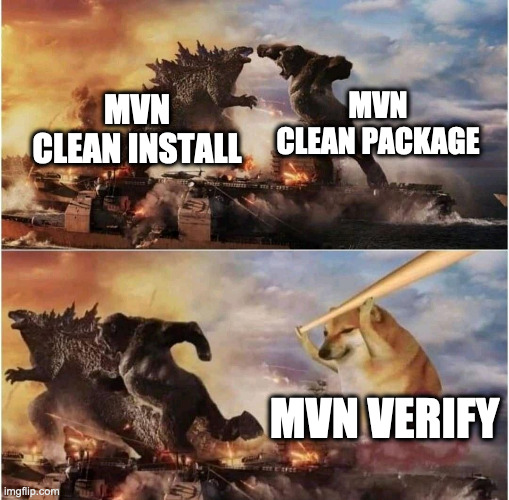 MVN
CLEAN INSTALL
MVN
CLEAN PACKAGE
MVN VERIFY
imgflip.com